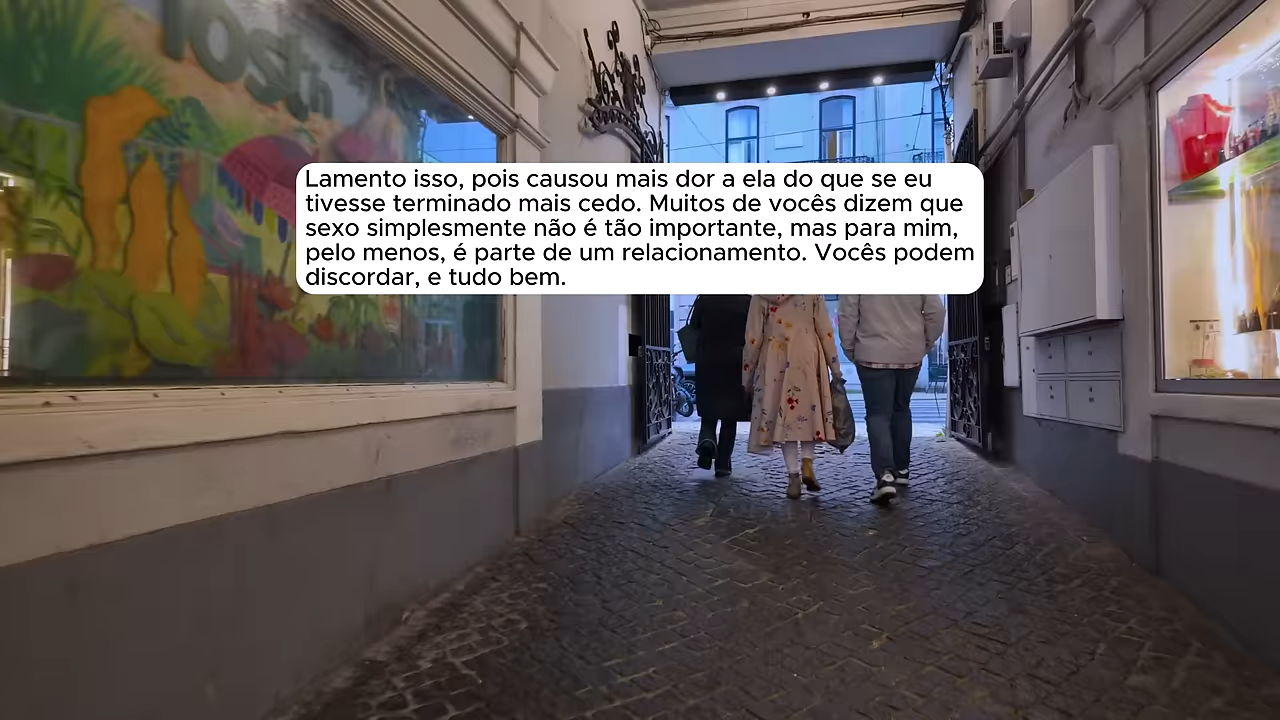 Lamento isso, pois causou mais dor a ela do que se eu
tivesse terminado mais cedo. Muitos de vocês dizem que
sexo simplesmente não é tão importante, mas para mim,
pelo menos, é parte de um relacionamento. Vocês podem
discordar, e tudo bem.